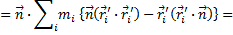 = n⃗ · ∑ᵢ mᵢ {n⃗(r⃗ᵢ′ · r⃗ᵢ′) − r⃗ᵢ′(r⃗ᵢ′ · n⃗)} =